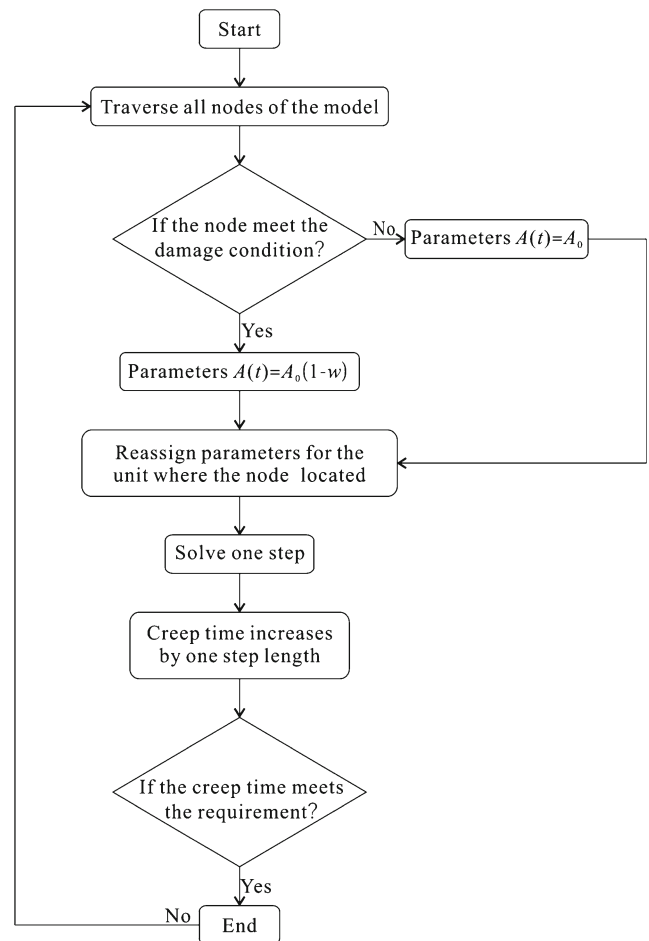 Start
Traverse all nodes of the model
If the node meet the
damage condition?
No
Parameters A(t)=A₀
Yes
Parameters A(t)=A₀(1-w)
Reassign parameters for the
unit where the node located
Solve one step
Creep time increases
by one step length
If the creep time meets
the requirement?
Yes
No
End